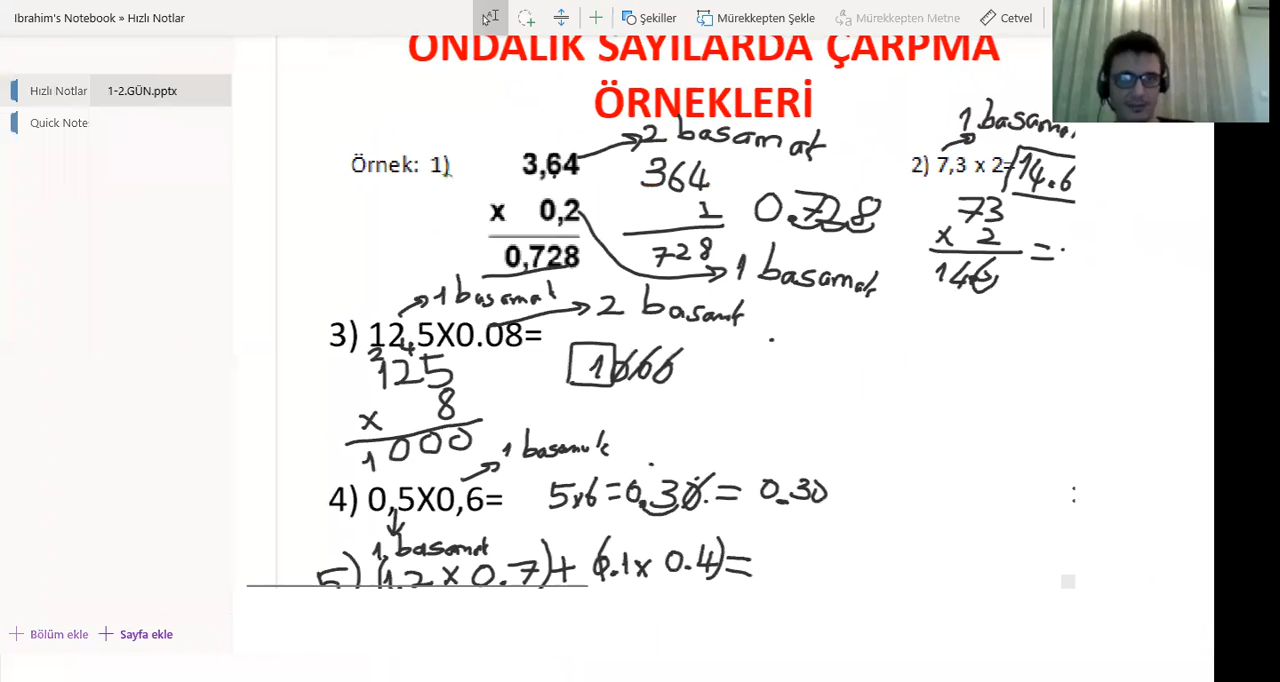 Ibrahim's Notebook » Hızlı Notlar
Şekiller
Mürekkepten Şekle
Mürekkepten Metne
Cetvel
Hızlı Notlar
1-2.GÜN.pptx
Quick Note
ONDALIK SAYILARDA ÇARPMA
ÖRNEKLERİ
Örnek: 1)
3,64
x 0,2
0,728
2 basamak
364
728
0.728
1 basamak
2) 7,3 x 2=
14.6
73
x 2
146
=
1 basamak
2 basamak
3) 12,5X0.08=
125
x 8
1000
1 basamak
4) 0,5X0,6=
5x6=0.30=0.30
1 basamak
5) (1.2 x 0.7)+(0.1x 0.4)=
Bölüm ekle
Sayfa ekle